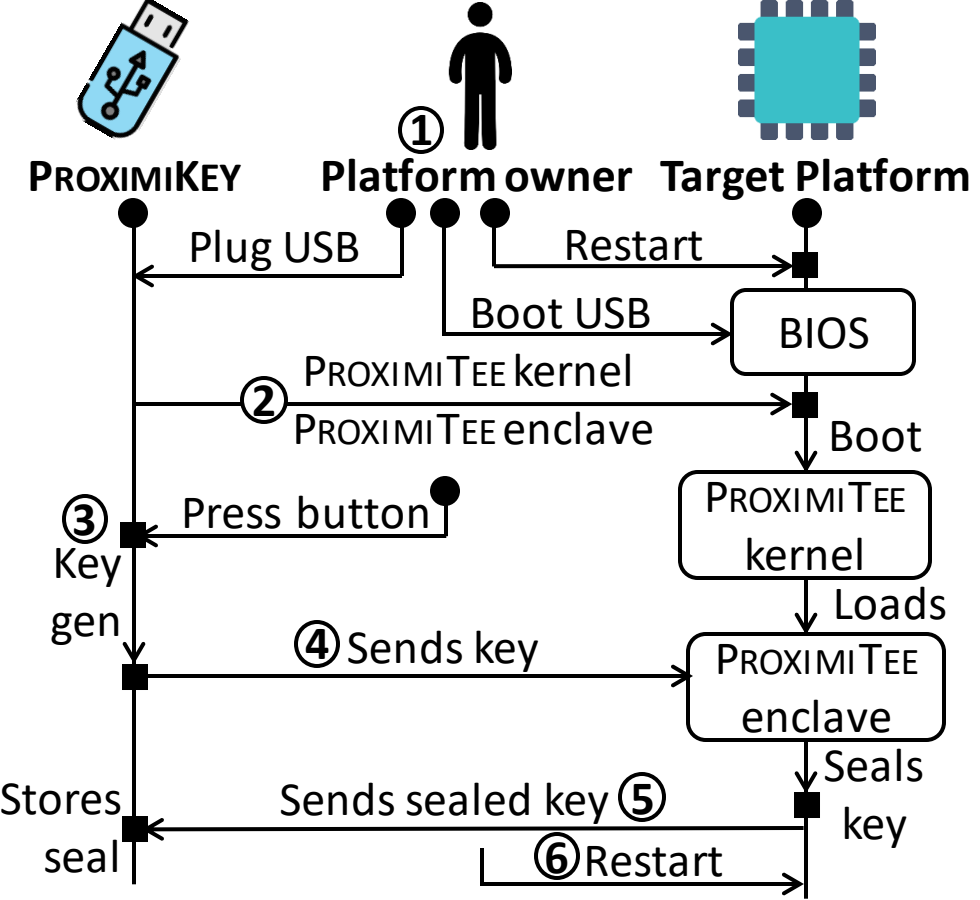 ①
PROXIMIKEY
Platform owner
Target Platform
Plug USB
Restart
Boot USB
BIOS
PROXIMITEE kernel
②
PROXIMITEE enclave
Boot
③
Press button
PROXIMITEE
kernel
Key
gen
Loads
④ Sends key
PROXIMITEE
enclave
Seals
key
Stores
seal
Sends sealed key ⑤
⑥ Restart